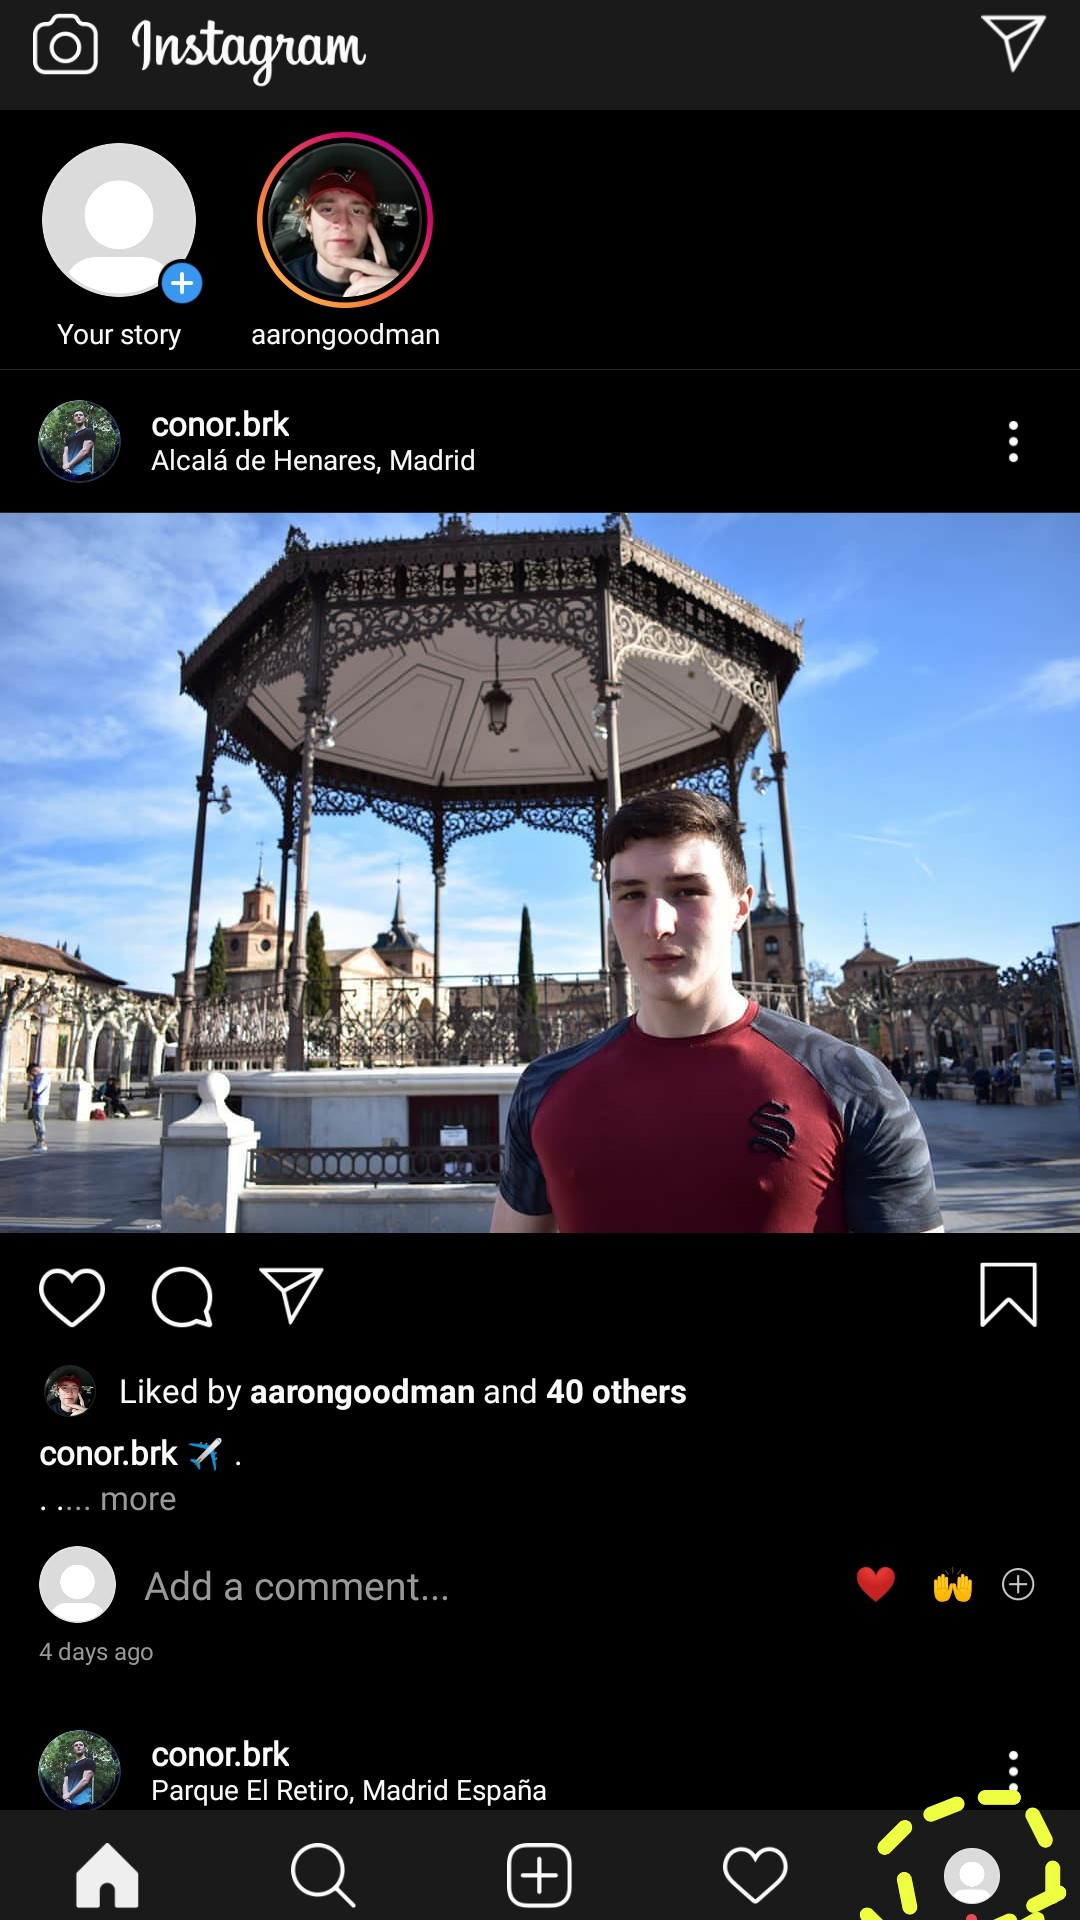 Instagram
Your story
aarongoodman
conor.brk
Alcalá de Henares, Madrid
S
Liked by aarongoodman and 40 others
conor.brk ✈️ .
. .... more
Add a comment...
4 days ago
conor.brk
Parque El Retiro, Madrid España